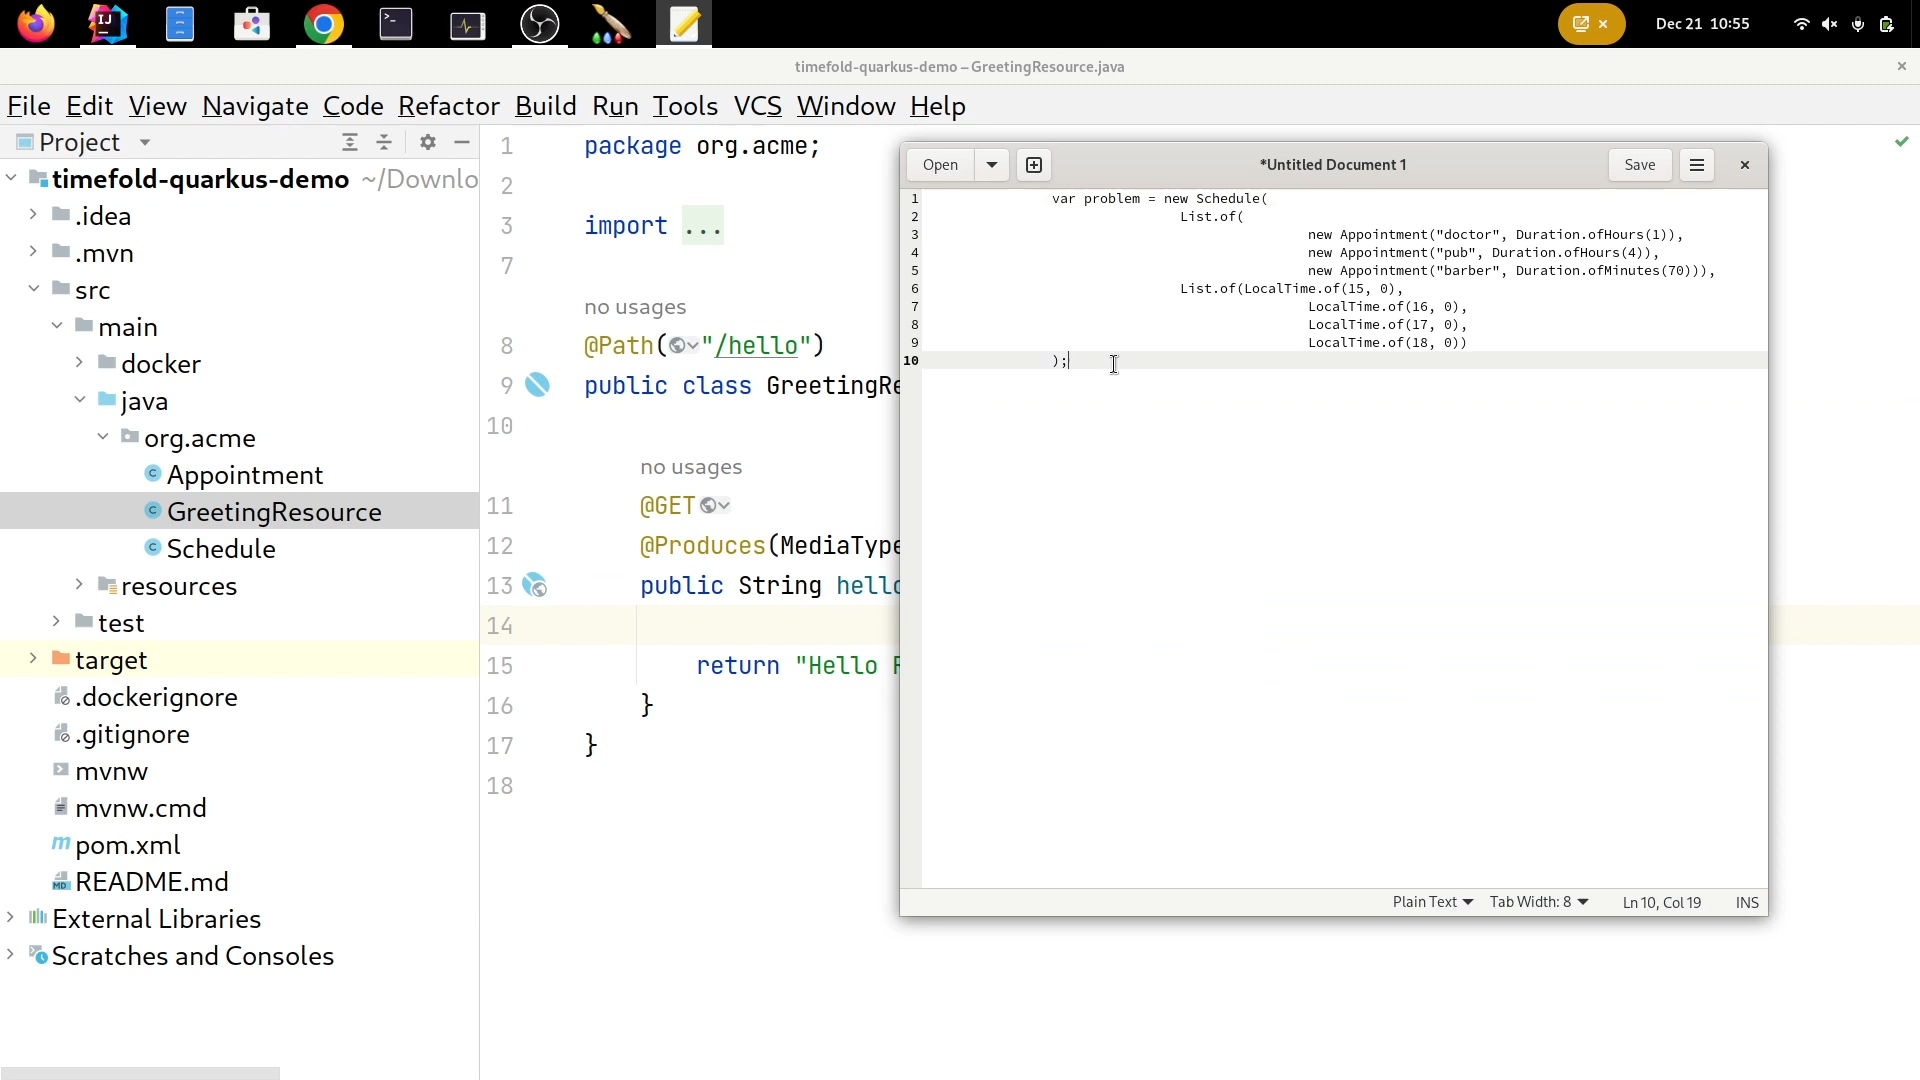 Dec 21 10:55
timefold-quarkus-demo – GreetingResource.java
File Edit View Navigate Code Refactor Build Run Tools VCS Window Help
Project
timefold-quarkus-demo ~/Downlo
.idea
.mvn
src
main
docker
java
org.acme
Appointment
GreetingResource
Schedule
resources
test
target
.dockerignore
.gitignore
mvnw
mvnw.cmd
pom.xml
README.md
External Libraries
Scratches and Consoles
1 package org.acme;
2
3 import ...
7
no usages
8 @Path("/hello")
9 public class GreetingRe
10
no usages
11 @GET
12 @Produces(MediaType
13 public String hello
14
15 return "Hello
16 }
17 }
18
Open *Untitled Document 1 Save
1 var problem = new Schedule(
2 List.of(
3 new Appointment("doctor", Duration.ofHours(1)),
4 new Appointment("pub", Duration.ofHours(4)),
5 new Appointment("barber", Duration.ofMinutes(70))),
6 List.of(LocalTime.of(15, 0),
7 LocalTime.of(16, 0),
8 LocalTime.of(17, 0),
9 LocalTime.of(18, 0))
10 );
Plain Text Tab Width: 8 Ln 10, Col 19 INS